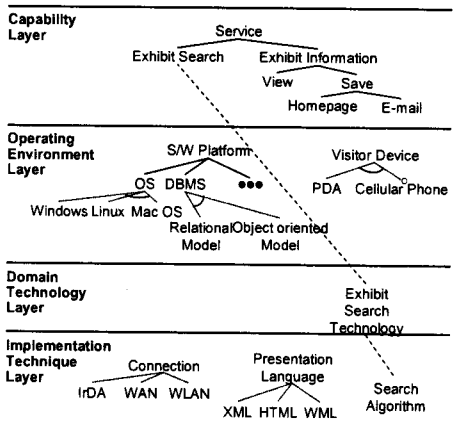 Capability
Layer
Service
Exhibit Search
Exhibit Information
View
Save
Homepage
E-mail
Operating
Environment
Layer
S/W Platform
Visitor Device
OS
DBMS
PDA
Cellular Phone
Windows
Linux
Mac OS
Relational
Model
Object oriented
Model
Domain
Technology
Layer
Exhibit
Search
Technology
Implementation
Technique
Layer
Connection
IrDA
WAN
WLAN
Presentation
Language
XML
HTML
WML
Search
Algorithm